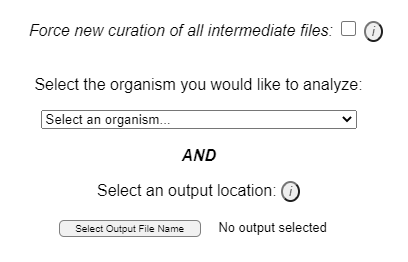 Force new curation of all intermediate files: i
Select the organism you would like to analyze:
Select an organism...
AND
Select an output location: i
Select Output File Name No output selected